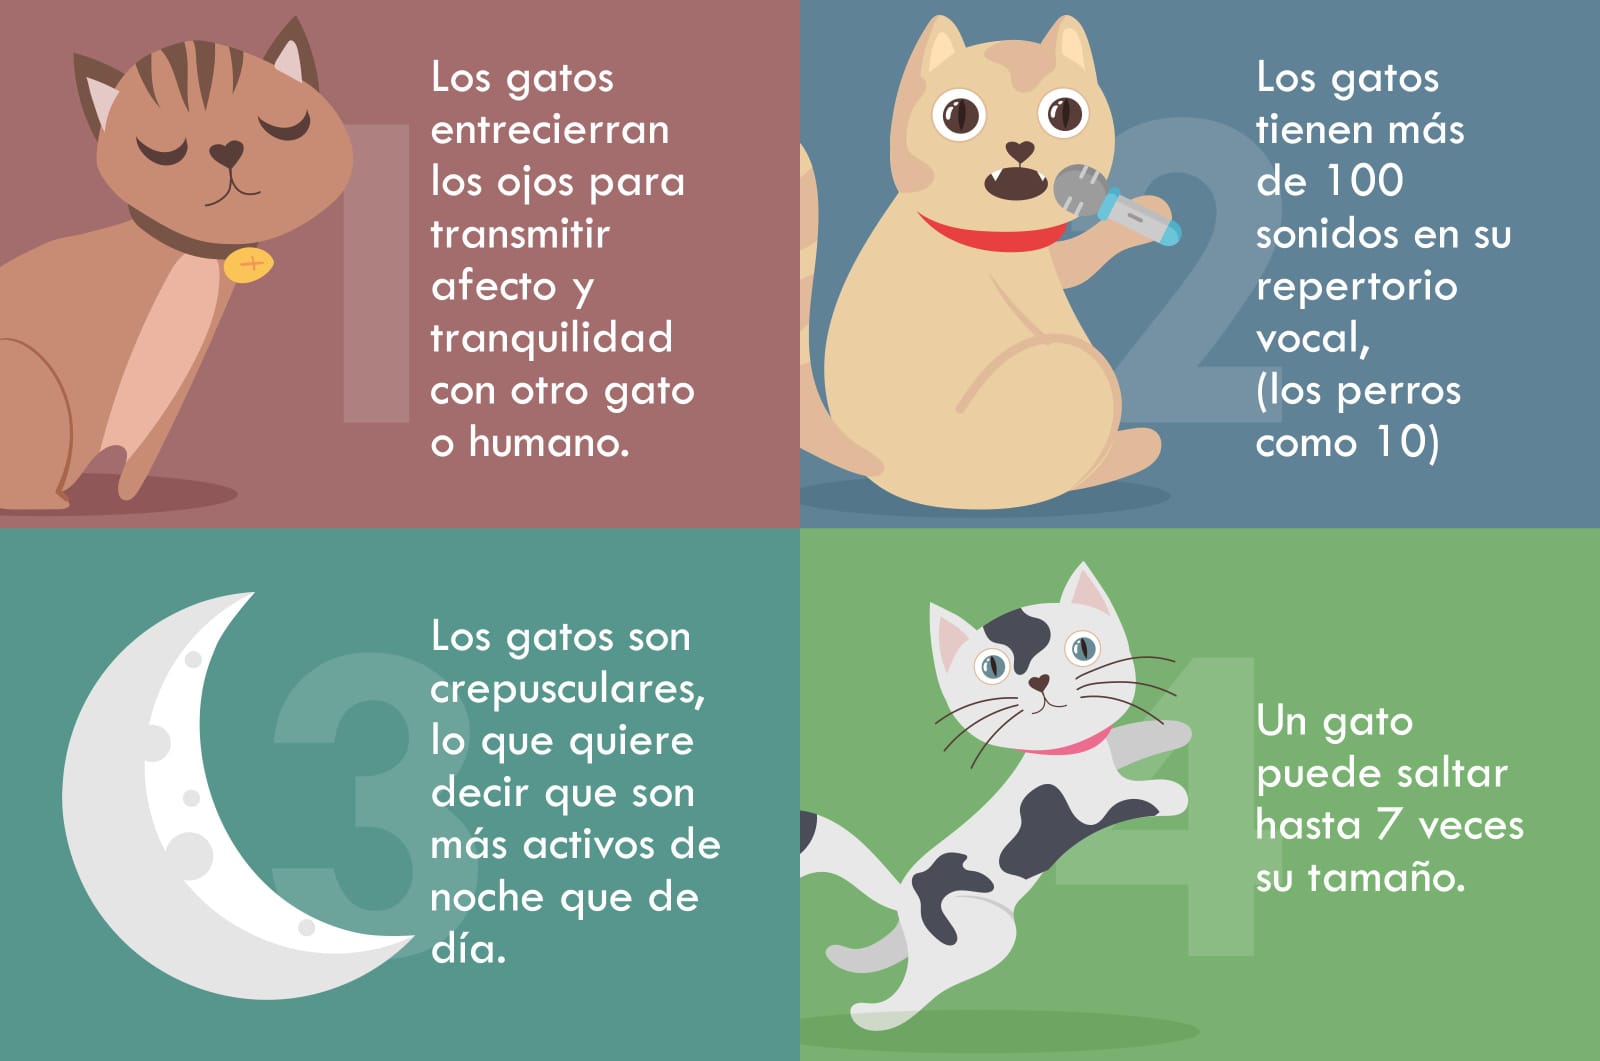 1
Los gatos
entrecierran
los ojos para
transmitir
afecto y
tranquilidad
con otro gato
o humano.
2
Los gatos
tienen más
de 100
sonidos en su
repertorio
vocal,
(los perros
como 10)
3
Los gatos son
crepusculares,
lo que quiere
decir que son
más activos de
noche que de
día.
4
Un gato
puede saltar
hasta 7 veces
su tamaño.